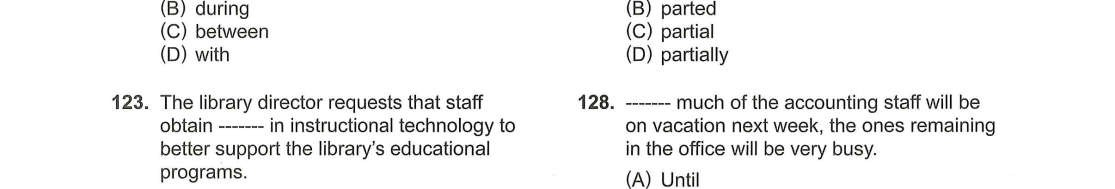 (B) during
(C) between
(D) with
123. The library director requests that staff
obtain ------- in instructional technology to
better support the library's educational
programs.
(B) parted
(C) partial
(D) partially
128. ------- much of the accounting staff will be
on vacation next week, the ones remaining
in the office will be very busy.
(A) Until